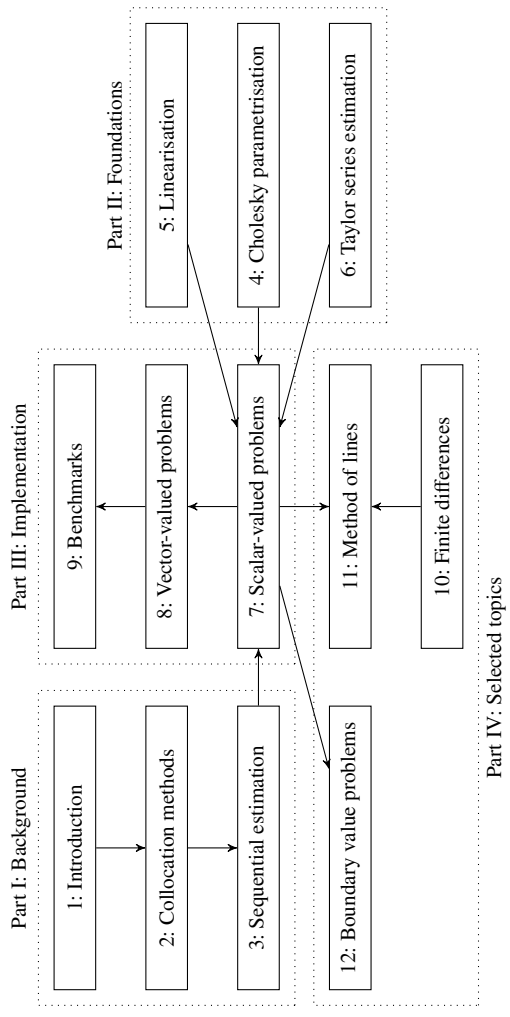 Part I: Background
1: Introduction
2: Collocation methods
3: Sequential estimation
Part III: Implementation
9: Benchmarks
8: Vector-valued problems
7: Scalar-valued problems
Part II: Foundations
5: Linearisation
4: Cholesky parametrisation
6: Taylor series estimation
12: Boundary value problems
11: Method of lines
10: Finite differences
Part IV: Selected topics